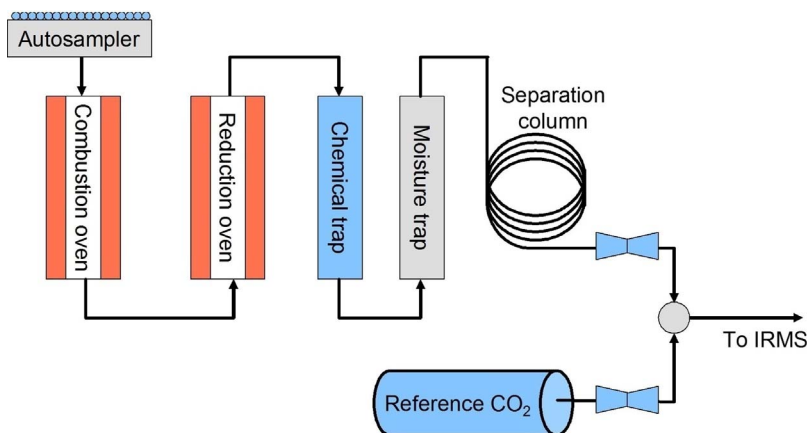 Autosampler
Combustion oven
Reduction oven
Chemical trap
Moisture trap
Separation
column
To IRMS
Reference CO₂